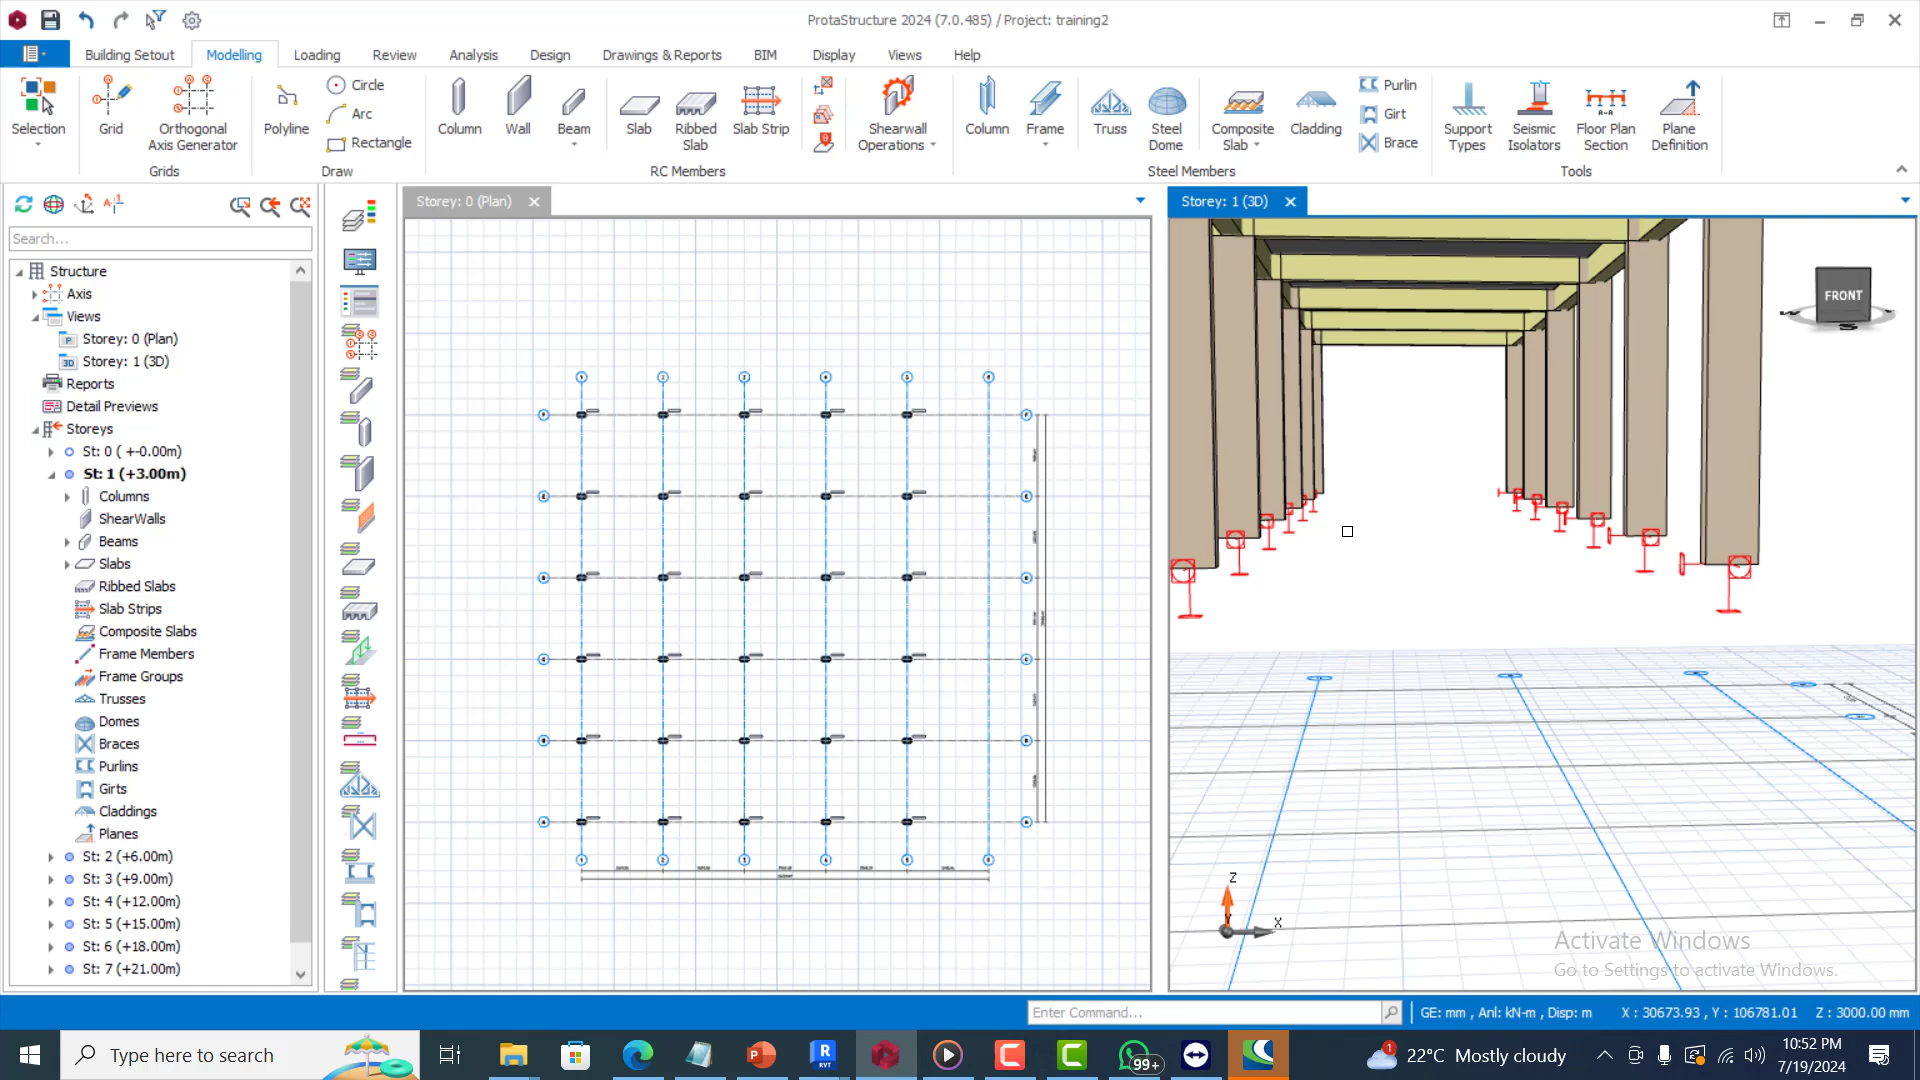 ProtaStructure 2024 (7.0.485) / Project: training2
Building Setout
Modelling
Loading
Review
Analysis
Design
Drawings & Reports
BIM
Display
Views
Help
Selection
Grid
Orthogonal
Axis Generator
Grids
Polyline
Circle
Arc
Rectangle
Draw
Column
Wall
Beam
Slab
Ribbed
Slab
Slab Strip
Shearwall
Operations
RC Members
Column
Frame
Truss
Steel
Dome
Composite
Slab
Cladding
Purlin
Girt
Brace
Steel Members
Support
Types
Seismic
Isolators
Floor Plan
Section
Plane
Definition
Tools
Search...
Structure
Axis
Views
Storey: 0 (Plan)
Storey: 1 (3D)
Reports
Detail Previews
Storeys
St: 0 ( +-0.00m)
St: 1 (+3.00m)
Columns
ShearWalls
Beams
Slabs
Ribbed Slabs
Slab Strips
Composite Slabs
Frame Members
Frame Groups
Trusses
Domes
Braces
Purlins
Girts
Claddings
Planes
St: 2 (+6.00m)
St: 3 (+9.00m)
St: 4 (+12.00m)
St: 5 (+15.00m)
St: 6 (+18.00m)
St: 7 (+21.00m)
Storey: 0 (Plan)
Storey: 1 (3D)
FRONT
Z
Y
X
Activate Windows
Go to Settings to activate Windows.
Enter Command...
GE: mm , Anl: kN-m , Disp: m
X : 30673.93 , Y : 106781.01
Z : 3000.00 mm
Type here to search
99+
22°C Mostly cloudy
10:52 PM
7/19/2024